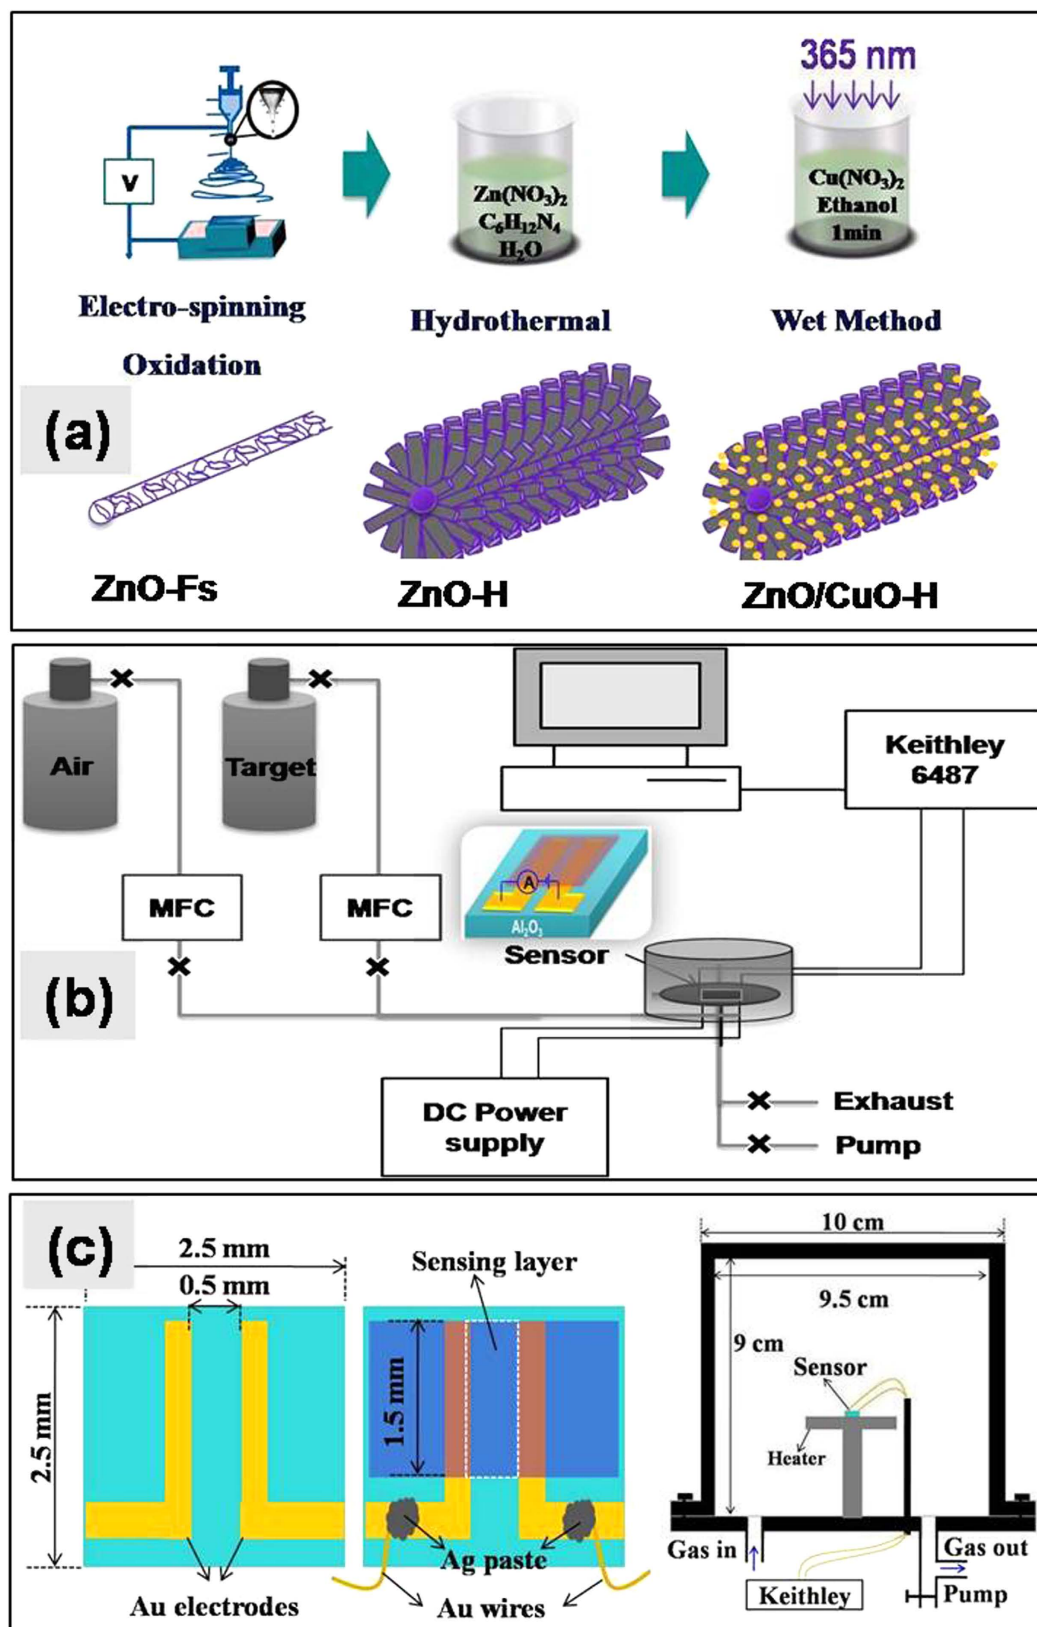 365 nm
V
Zn(NO₃)₂
C₆H₁₂N₄
H₂O
Cu(NO₃)₂
Ethanol
1min
Electro-spinning
Oxidation
Hydrothermal
Wet Method
(a)
ZnO-Fs
ZnO-H
ZnO/CuO-H
Air
Target
Keithley
6487
MFC
MFC
A
Al₂O₃
Sensor
(b)
DC Power
supply
Exhaust
Pump
(c)
2.5 mm
0.5 mm
2.5 mm
Au electrodes
Sensing layer
1.5 mm
Ag paste
Au wires
10 cm
9.5 cm
9 cm
Sensor
Heater
Gas in
Gas out
Keithley
Pump